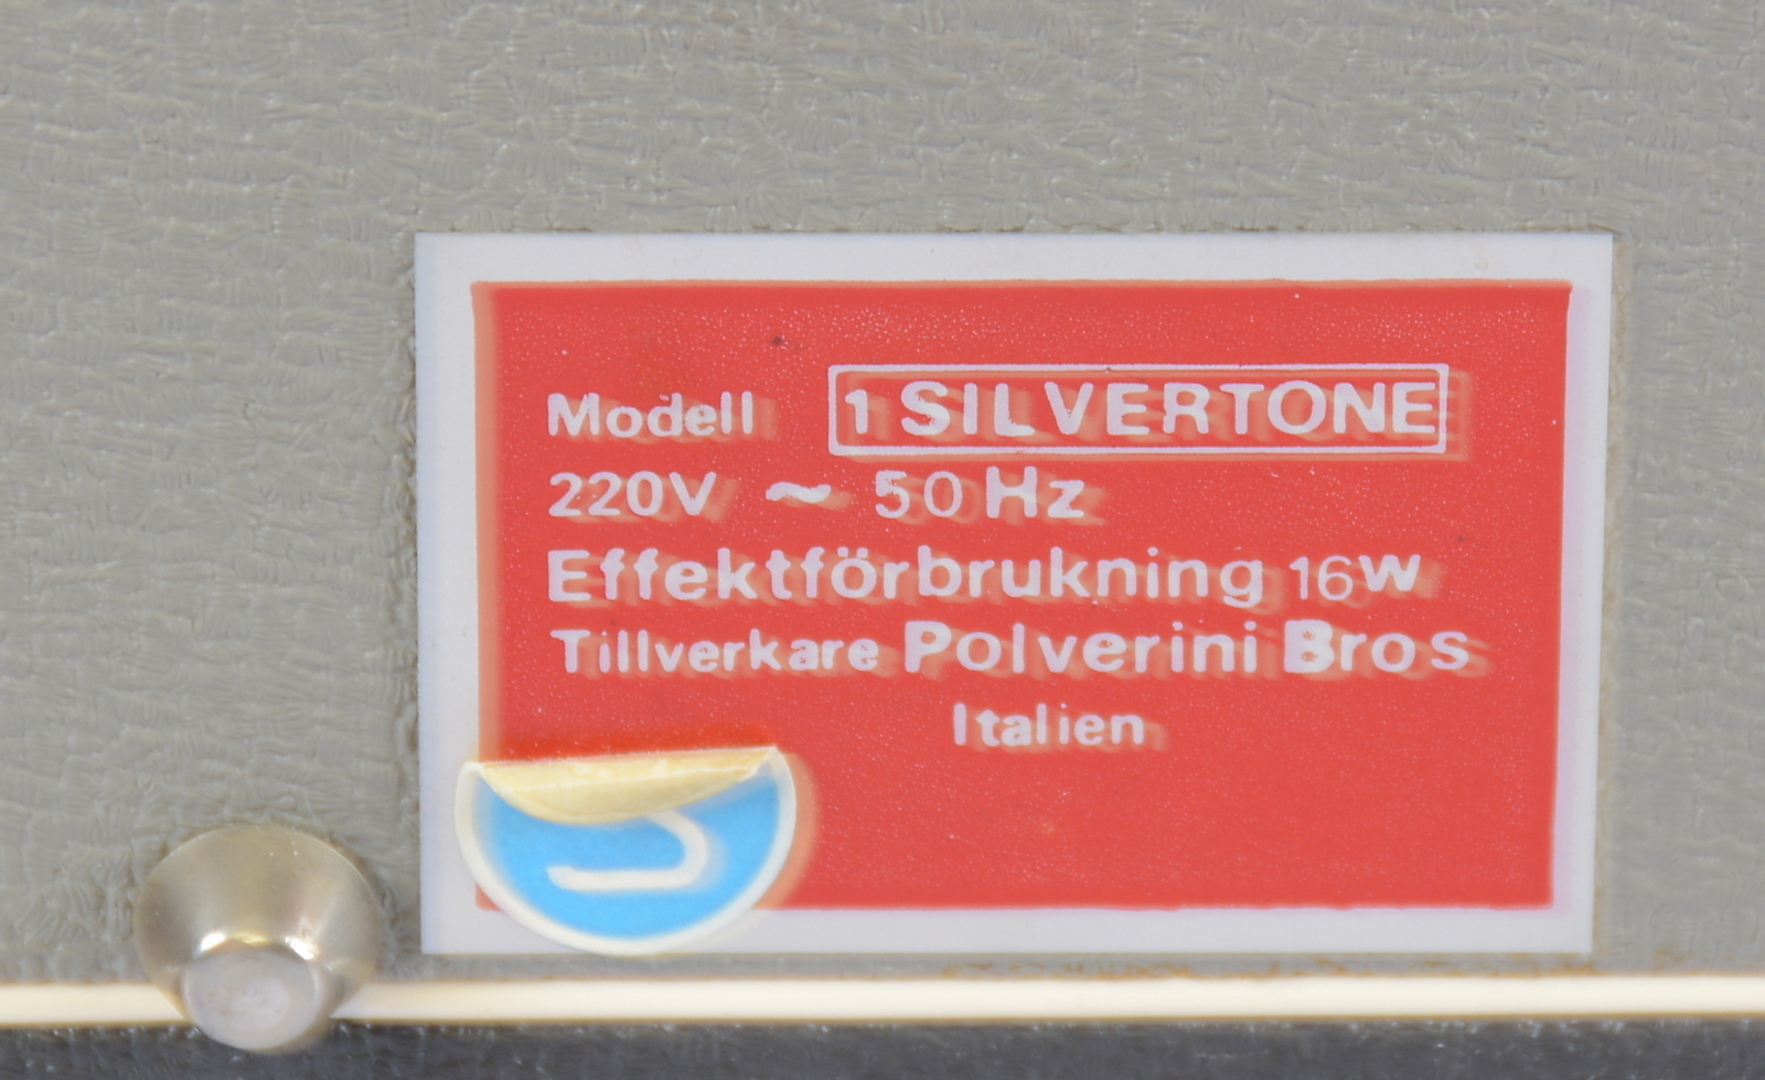 Modell 1 SILVERTONE
220V ~ 50 Hz
Effektförbrukning 16W
Tillverkare Polverini Bros
Italien